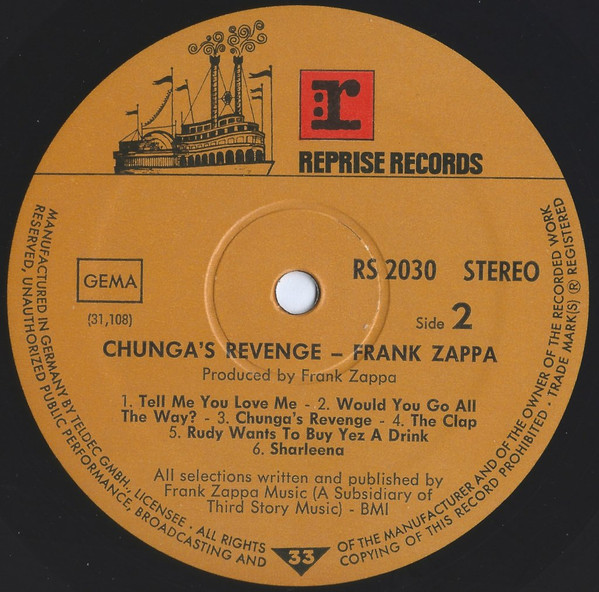 r
REPRISE RECORDS
GEMA
RS 2030 STEREO
(31,108)
Side 2
CHUNGA'S REVENGE – FRANK ZAPPA
Produced by Frank Zappa
1. Tell Me You Love Me - 2. Would You Go All
The Way? - 3. Chunga's Revenge - 4. The Clap
5. Rudy Wants To Buy Yez A Drink
6. Sharleena
All selections written and published by
Frank Zappa Music (A Subsidiary of
Third Story Music) - BMI
MANUFACTURED IN GERMANY BY TELDEC GMBH., LICENSEE · ALL RIGHTS
RESERVED, UNAUTHORIZED PUBLIC PERFORMANCE, BROADCASTING AND
33
OF THE MANUFACTURER AND OF THE OWNER OF THE RECORDED WORK
COPYING OF THIS RECORD PROHIBITED · TRADE MARK(S) ® REGISTERED